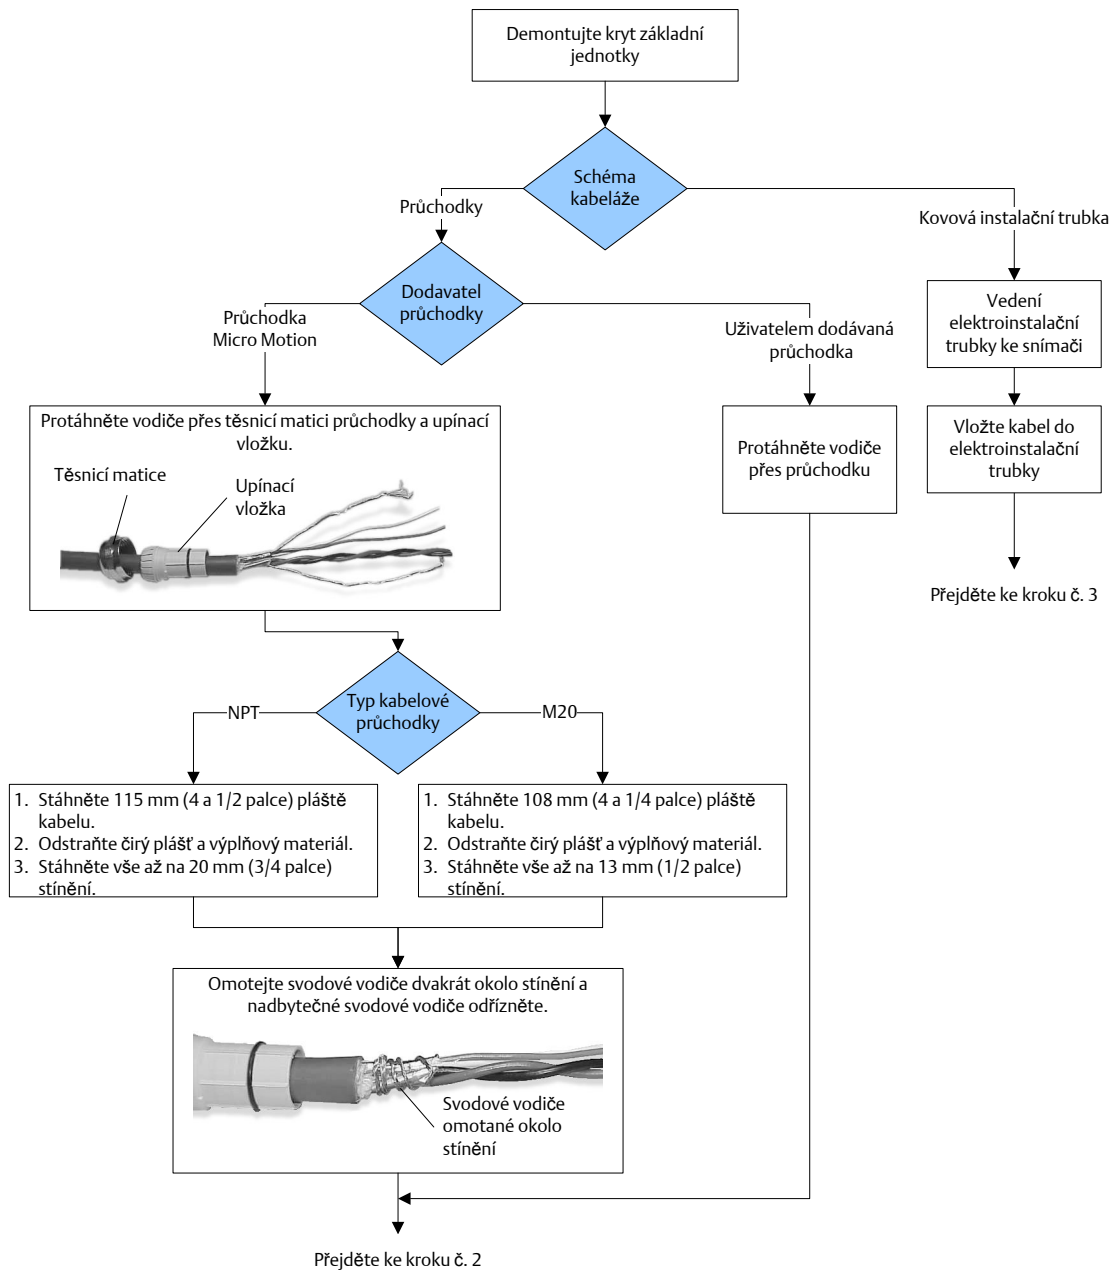 Demontujte kryt základní
jednotky
Schéma
kabeláže
Průchodky
Kovová instalační trubka
Dodavatel
průchodky
Průchodka
Micro Motion
Uživatelem dodávaná
průchodka
Vedení
elektroinstalační
trubky ke snímači
Protáhněte vodiče přes těsnicí matici průchodky a upínací
vložku.
Těsnicí matice
Upínací
vložka
Protáhněte vodiče
přes průchodku
Vložte kabel do
elektroinstalační
trubky
Přejděte ke kroku č. 3
Typ kabelové
průchodky
NPT
M20
1. Stáhněte 115 mm (4 a 1/2 palce) pláště
kabelu.
2. Odstraňte čirý plášť a výplňový materiál.
3. Stáhněte vše až na 20 mm (3/4 palce)
stínění.
1. Stáhněte 108 mm (4 a 1/4 palce) pláště
kabelu.
2. Odstraňte čirý plášť a výplňový materiál.
3. Stáhněte vše až na 13 mm (1/2 palce)
stínění.
Omotejte svodové vodiče dvakrát okolo stínění a
nadbytečné svodové vodiče odřízněte.
Svodové vodiče
omotané okolo
stínění
Přejděte ke kroku č. 2